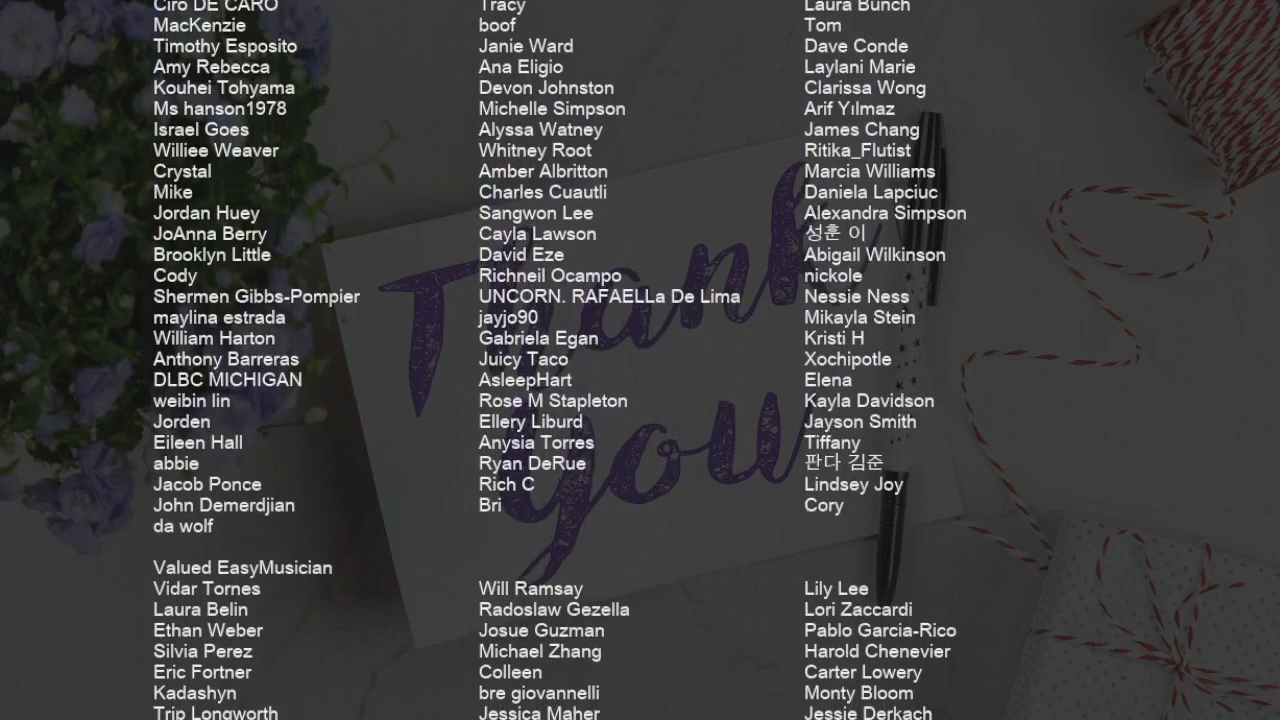 Ciro DE CARO Tracy Laura Bunch
MacKenzie boof Tom
Timothy Esposito Janie Ward Dave Conde
Amy Rebecca Ana Eligio Laylani Marie
Kouhei Tohyama Devon Johnston Clarissa Wong
Ms hanson1978 Michelle Simpson Arif Yılmaz
Israel Goes Alyssa Watney James Chang
Williee Weaver Whitney Root Ritika_Flutist
Crystal Amber Albritton Marcia Williams
Mike Charles Cuautli Daniela Lapciuc
Jordan Huey Sangwon Lee Alexandra Simpson
JoAnna Berry Cayla Lawson 성훈 이
Brooklyn Little David Eze Abigail Wilkinson
Cody Richneil Ocampo nickole
Shermen Gibbs-Pompier UNCORN. RAFAELLa De Lima Nessie Ness
maylina estrada jayjo90 Mikayla Stein
William Harton Gabriela Egan Kristi H
Anthony Barreras Juicy Taco Xochipotle
DLBC MICHIGAN AsleepHart Elena
weibin lin Rose M Stapleton Kayla Davidson
Jorden Ellery Liburd Jayson Smith
Eileen Hall Anysia Torres Tiffany
abbie Ryan DeRue 판다 김준
Jacob Ponce Rich C Lindsey Joy
John Demerdjian Bri Cory
da wolf
Valued EasyMusician
Vidar Tornes Will Ramsay Lily Lee
Laura Belin Radoslaw Gezella Lori Zaccardi
Ethan Weber Josue Guzman Pablo Garcia-Rico
Silvia Perez Michael Zhang Harold Chenevier
Eric Fortner Colleen Carter Lowery
Kadashyn bre giovannelli Monty Bloom
Trip Longworth Jessica Maher Jessie Derkach
Thank
you